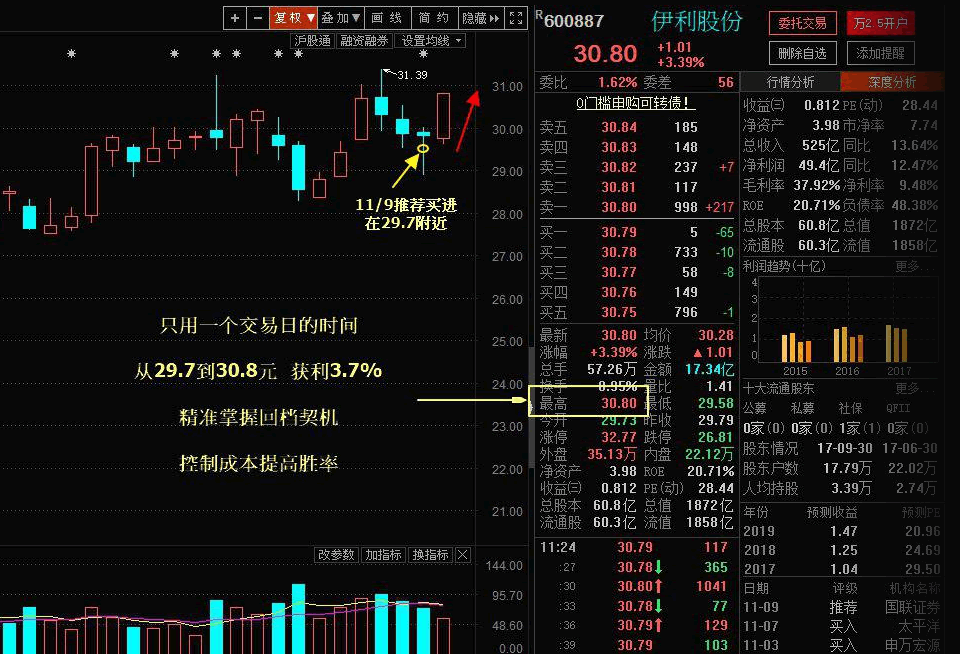 + − 复权▼ 叠加▼ 画线 简约 隐藏
沪股通 融资融券 设置均线
31.39
31.00
30.00
29.00
28.00
27.00
26.00
25.00
24.00
23.00
22.00
21.00
11/9推荐买进
在29.7附近
只用一个交易日的时间
从29.7到30.8元 获利3.7%
精准掌握回档契机
控制成本提高胜率
改参数 加指标 换指标
144.00
95.70
48.60
0.00
R600887 伊利股份
30.80 +1.01
+3.39%
委比 1.62% 委差 56
0门槛申购可转债！
卖五 30.84 185
卖四 30.83 148
卖三 30.82 237 +7
卖二 30.81 117
卖一 30.80 998 +217
买一 30.79 5 -65
买二 30.78 733 -10
买三 30.77 58 -8
买四 30.76 149
买五 30.75 796 -1
最新 30.80 均价 30.28
涨幅 +3.39% 涨跌 ▲1.01
总手 57.26万 金额 17.34亿
换手 0.95% 量比 1.41
最高 30.80 最低 29.58
今开 29.73 昨收 29.79
涨停 32.77 跌停 26.81
外盘 35.13万 内盘 22.12万
净资产 3.98 ROE 20.71%
收益(三) 0.812 PE(动) 28.44
总股本 60.8亿 总值 1872亿
流通股 60.3亿 流值 1858亿
11:24 30.79 117
:27 30.78↓ 365
:30 30.80↑ 1041
:33 30.78↓ 77
:36 30.79↑ 129
:39 30.79 103
委托交易 万2.5开户
删除自选 添加提醒
行情分析 深度分析
收益(三) 0.812 PE(动) 28.44
净资产 3.98 市净率 7.74
总收入 525亿 同比 13.64%
净利润 49.4亿 同比 12.47%
毛利率 37.92% 净利率 9.48%
ROE 20.71% 负债率 48.38%
总股本 60.8亿 总值 1872亿
流通股 60.3亿 流值 1858亿
利润趋势(十亿) 更多
4
3
2
1
0
2015 2016 2017
十大流通股东 更多
公募 私募 社保 QFII
0家(0) 0家(0) 1家(1) 0家(0)
股东情况 17-09-30 17-06-30
股东户数 17.79万 22.02万
人均持股 3.39万 2.74万
年份 预测收益 预测PE
2019 1.47 20.96
2018 1.25 24.69
2017 1.04 29.50
日期 评级 机构名称
11-09 推荐 国联证券
11-07 买入 太平洋
11-03 买入 申万宏源